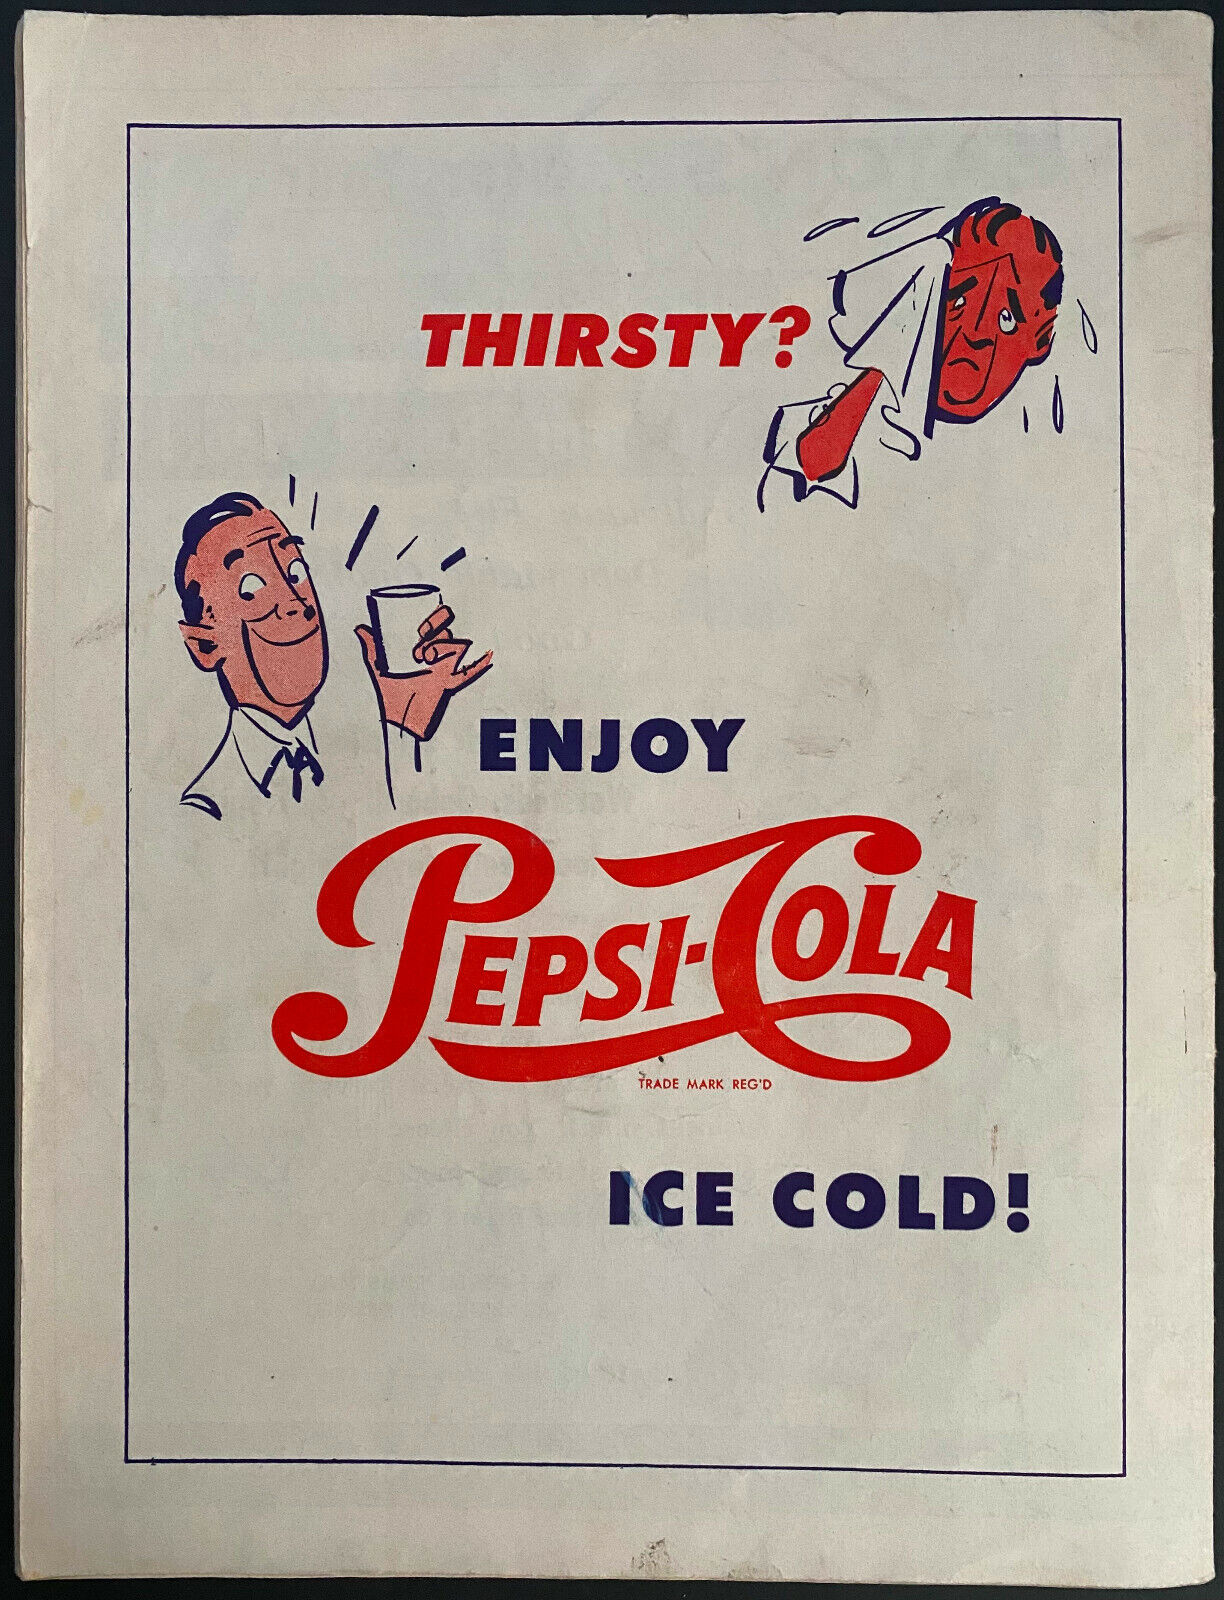 THIRSTY?
ENJOY
PEPSI-COLA
TRADE MARK REG'D
ICE COLD!